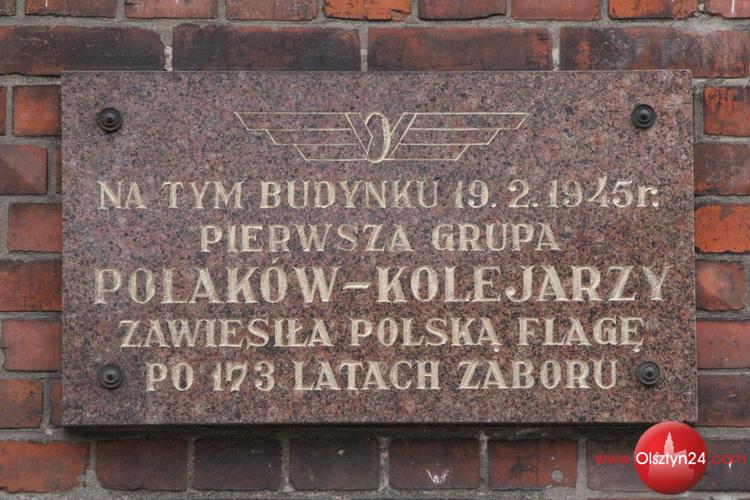 NA TYM BUDYNKU 19. 2. 1945r.
PIERWSZA GRUPA
POLAKÓW-KOLEJARZY
ZAWIESIŁA POLSKĄ FLAGĘ
PO 173 LATACH ZABORU
www.Olsztyn24.com